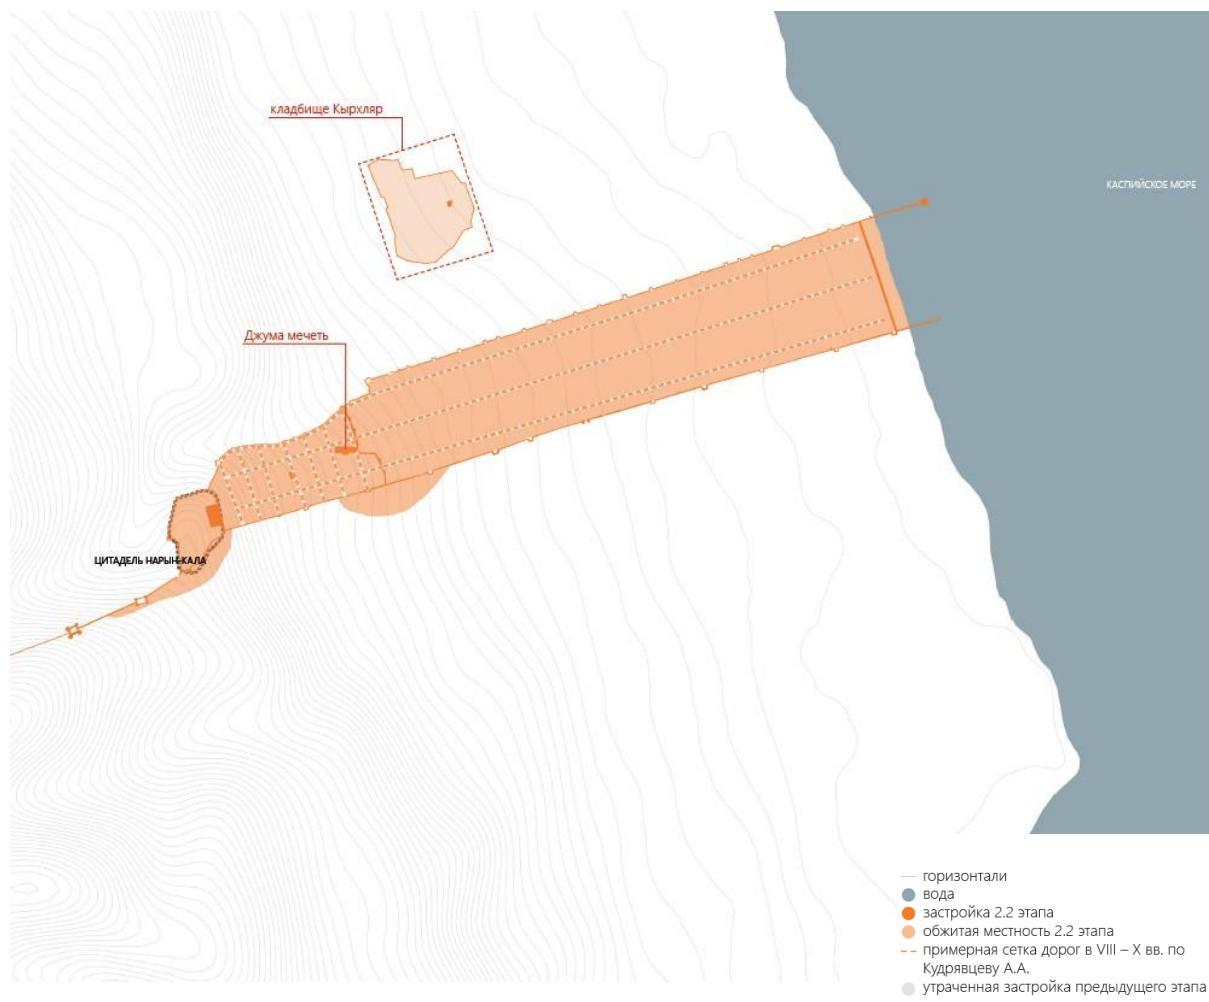 кладбище Кырхляр
КАСПИЙСКОЕ МОРЕ
Джума мечеть
ЦИТАДЕЛЬ НАРЫН-КАЛА
горизонтали
вода
застройка 2.2 этапа
обжитая местность 2.2 этапа
примерная сетка дорог в VIII – X вв. по
Кудрявцеву А.А.
утраченная застройка предыдущего этапа